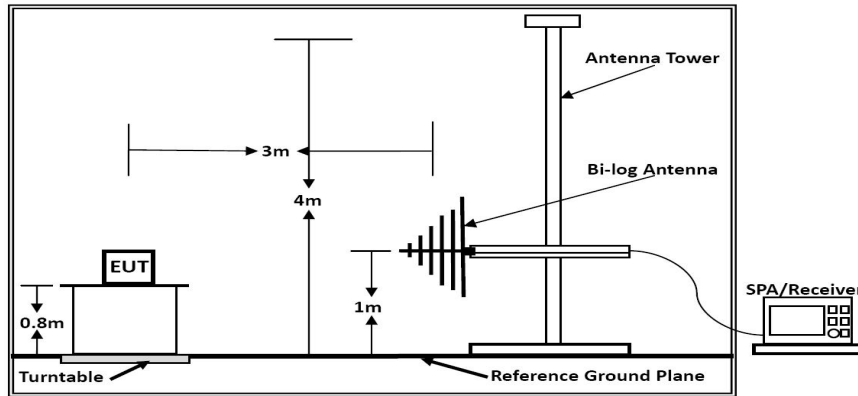 Antenna Tower
3m
Bi-log Antenna
4m
EUT
1m
SPA/Receiver
0.8m
Turntable
Reference Ground Plane